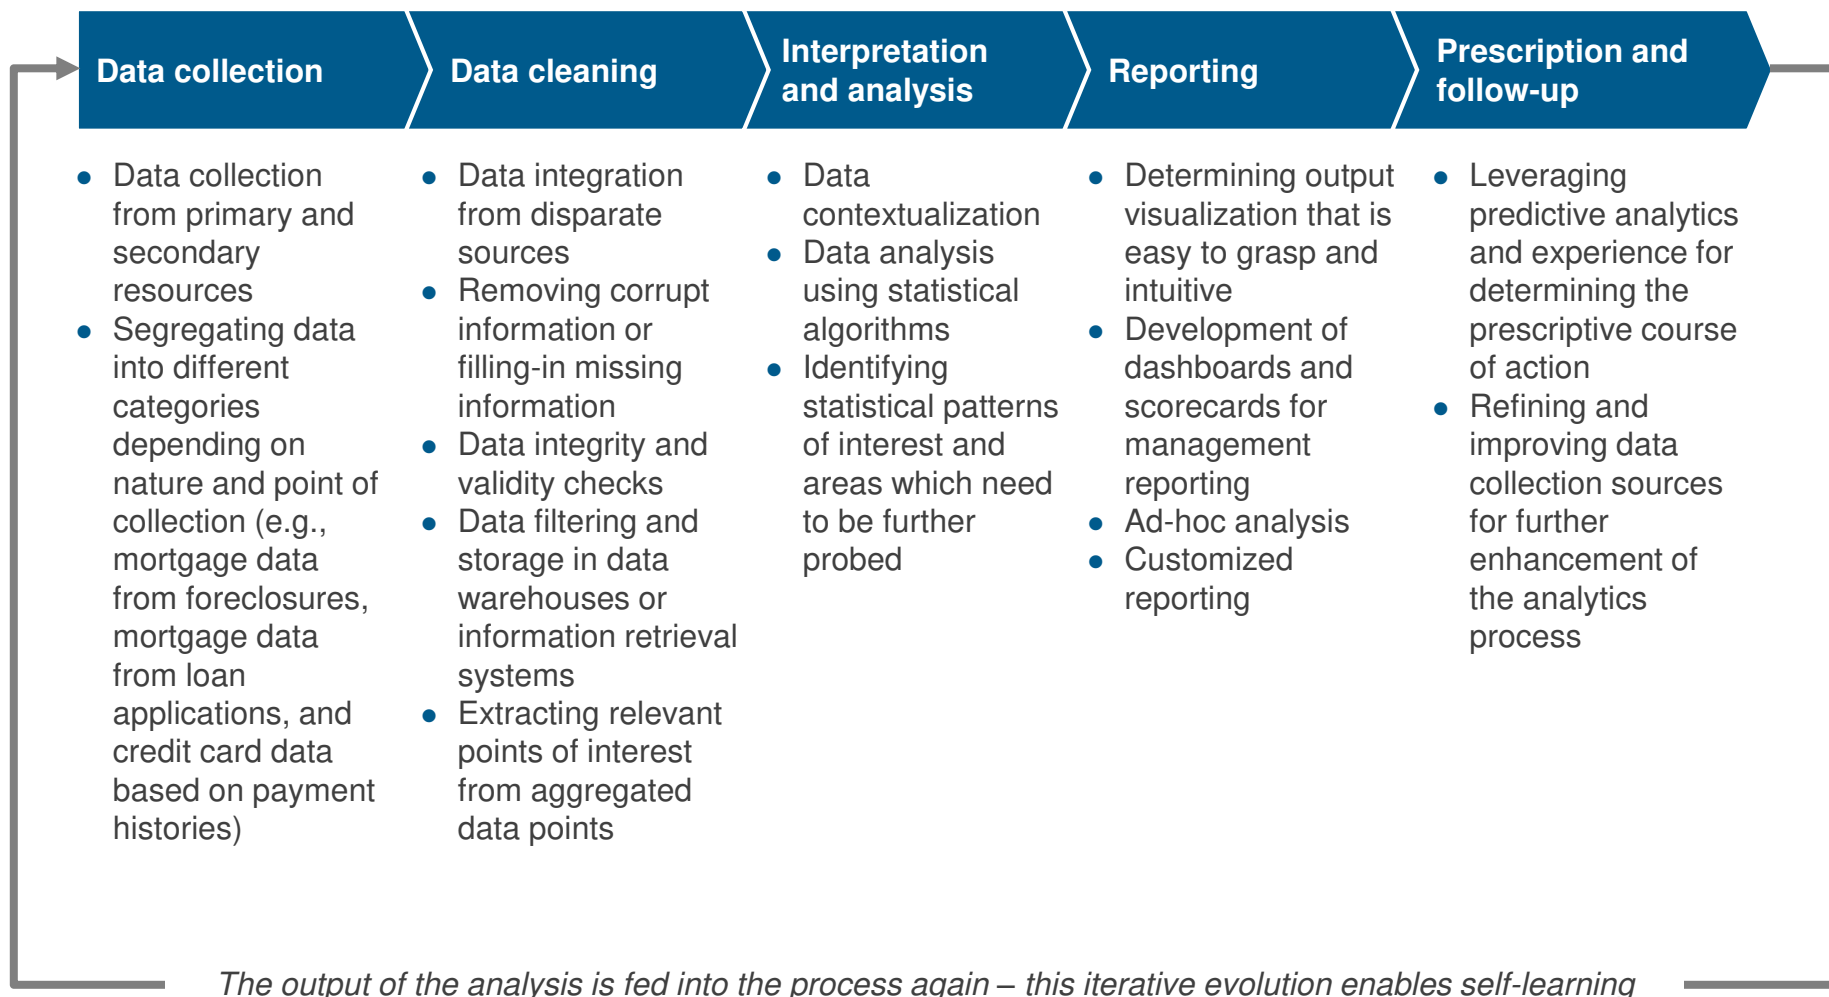 Data collection
Data cleaning
Interpretation
and analysis
Reporting
Prescription and
follow-up
● Data collection
from primary and
secondary
resources
● Segregating data
into different
categories
depending on
nature and point of
collection (e.g.,
mortgage data
from foreclosures,
mortgage data
from loan
applications, and
credit card data
based on payment
histories)
● Data integration
from disparate
sources
● Removing corrupt
information or
filling-in missing
information
● Data integrity and
validity checks
● Data filtering and
storage in data
warehouses or
information retrieval
systems
● Extracting relevant
points of interest
from aggregated
data points
● Data
contextualization
● Data analysis
using statistical
algorithms
● Identifying
statistical patterns
of interest and
areas which need
to be further
probed
● Determining output
visualization that is
easy to grasp and
intuitive
● Development of
dashboards and
scorecards for
management
reporting
● Ad-hoc analysis
● Customized
reporting
● Leveraging
predictive analytics
and experience for
determining the
prescriptive course
of action
● Refining and
improving data
collection sources
for further
enhancement of
the analytics
process
The output of the analysis is fed into the process again – this iterative evolution enables self-learning